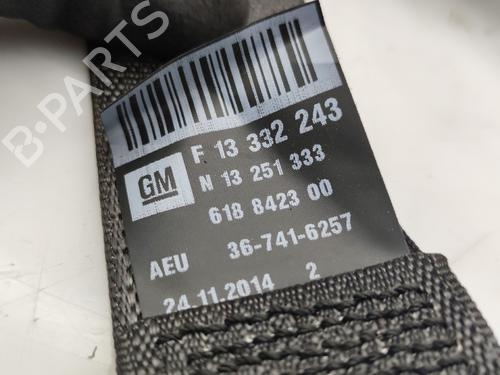 F 13 332 243
GM
N 13 251 333
618 8423 00
AEU 36-741-6257
24.11.2014 2
B-PARTS